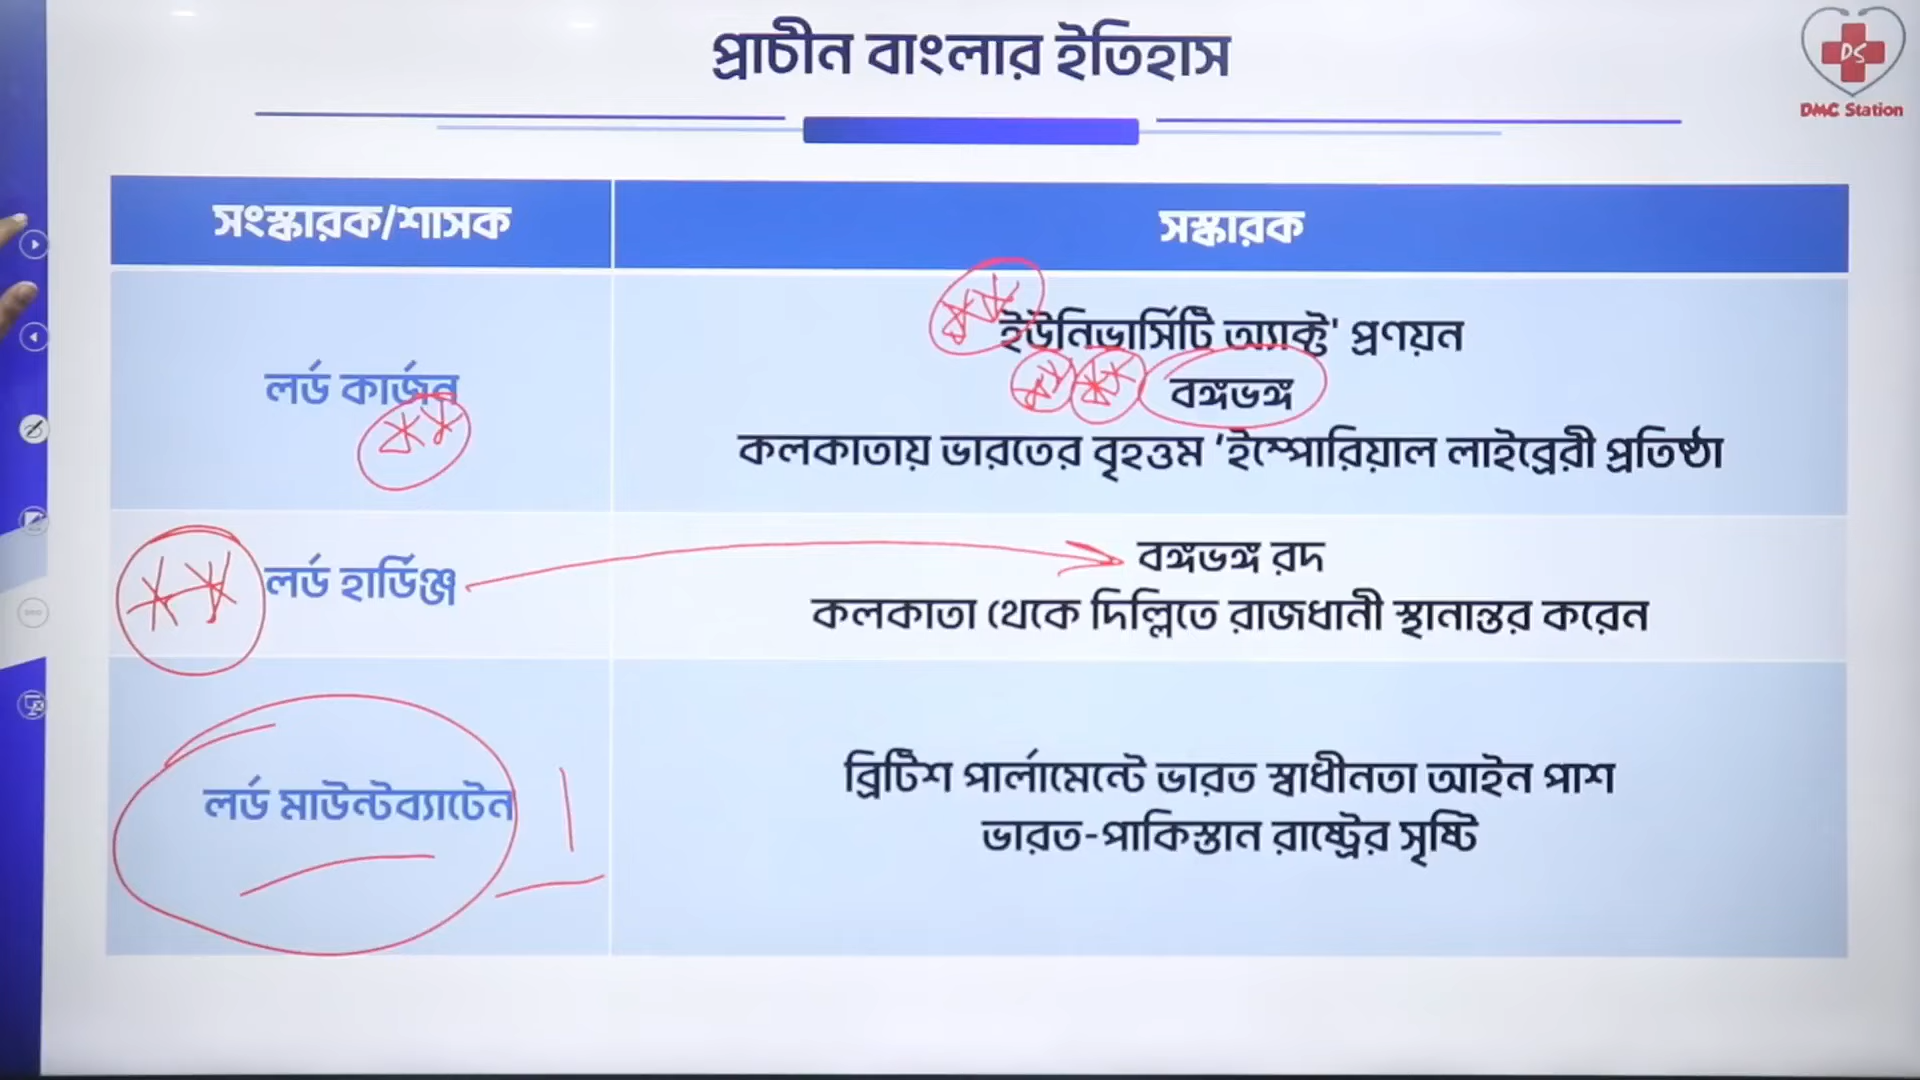 প্রাচীন বাংলার ইতিহাস
DS
DMC Station
সংস্কারক/শাসক
সস্কারক
লর্ড কার্জন
ইউনিভার্সিটি অ্যাক্ট' প্রণয়ন
বঙ্গভঙ্গ
কলকাতায় ভারতের বৃহত্তম ‘ইম্পোরিয়াল লাইব্রেরী প্রতিষ্ঠা
লর্ড হার্ডিঞ্জ
বঙ্গভঙ্গ রদ
কলকাতা থেকে দিল্লিতে রাজধানী স্থানান্তর করেন
লর্ড মাউন্টব্যাটেন
ব্রিটিশ পার্লামেন্টে ভারত স্বাধীনতা আইন পাশ
ভারত-পাকিস্তান রাষ্ট্রের সৃষ্টি